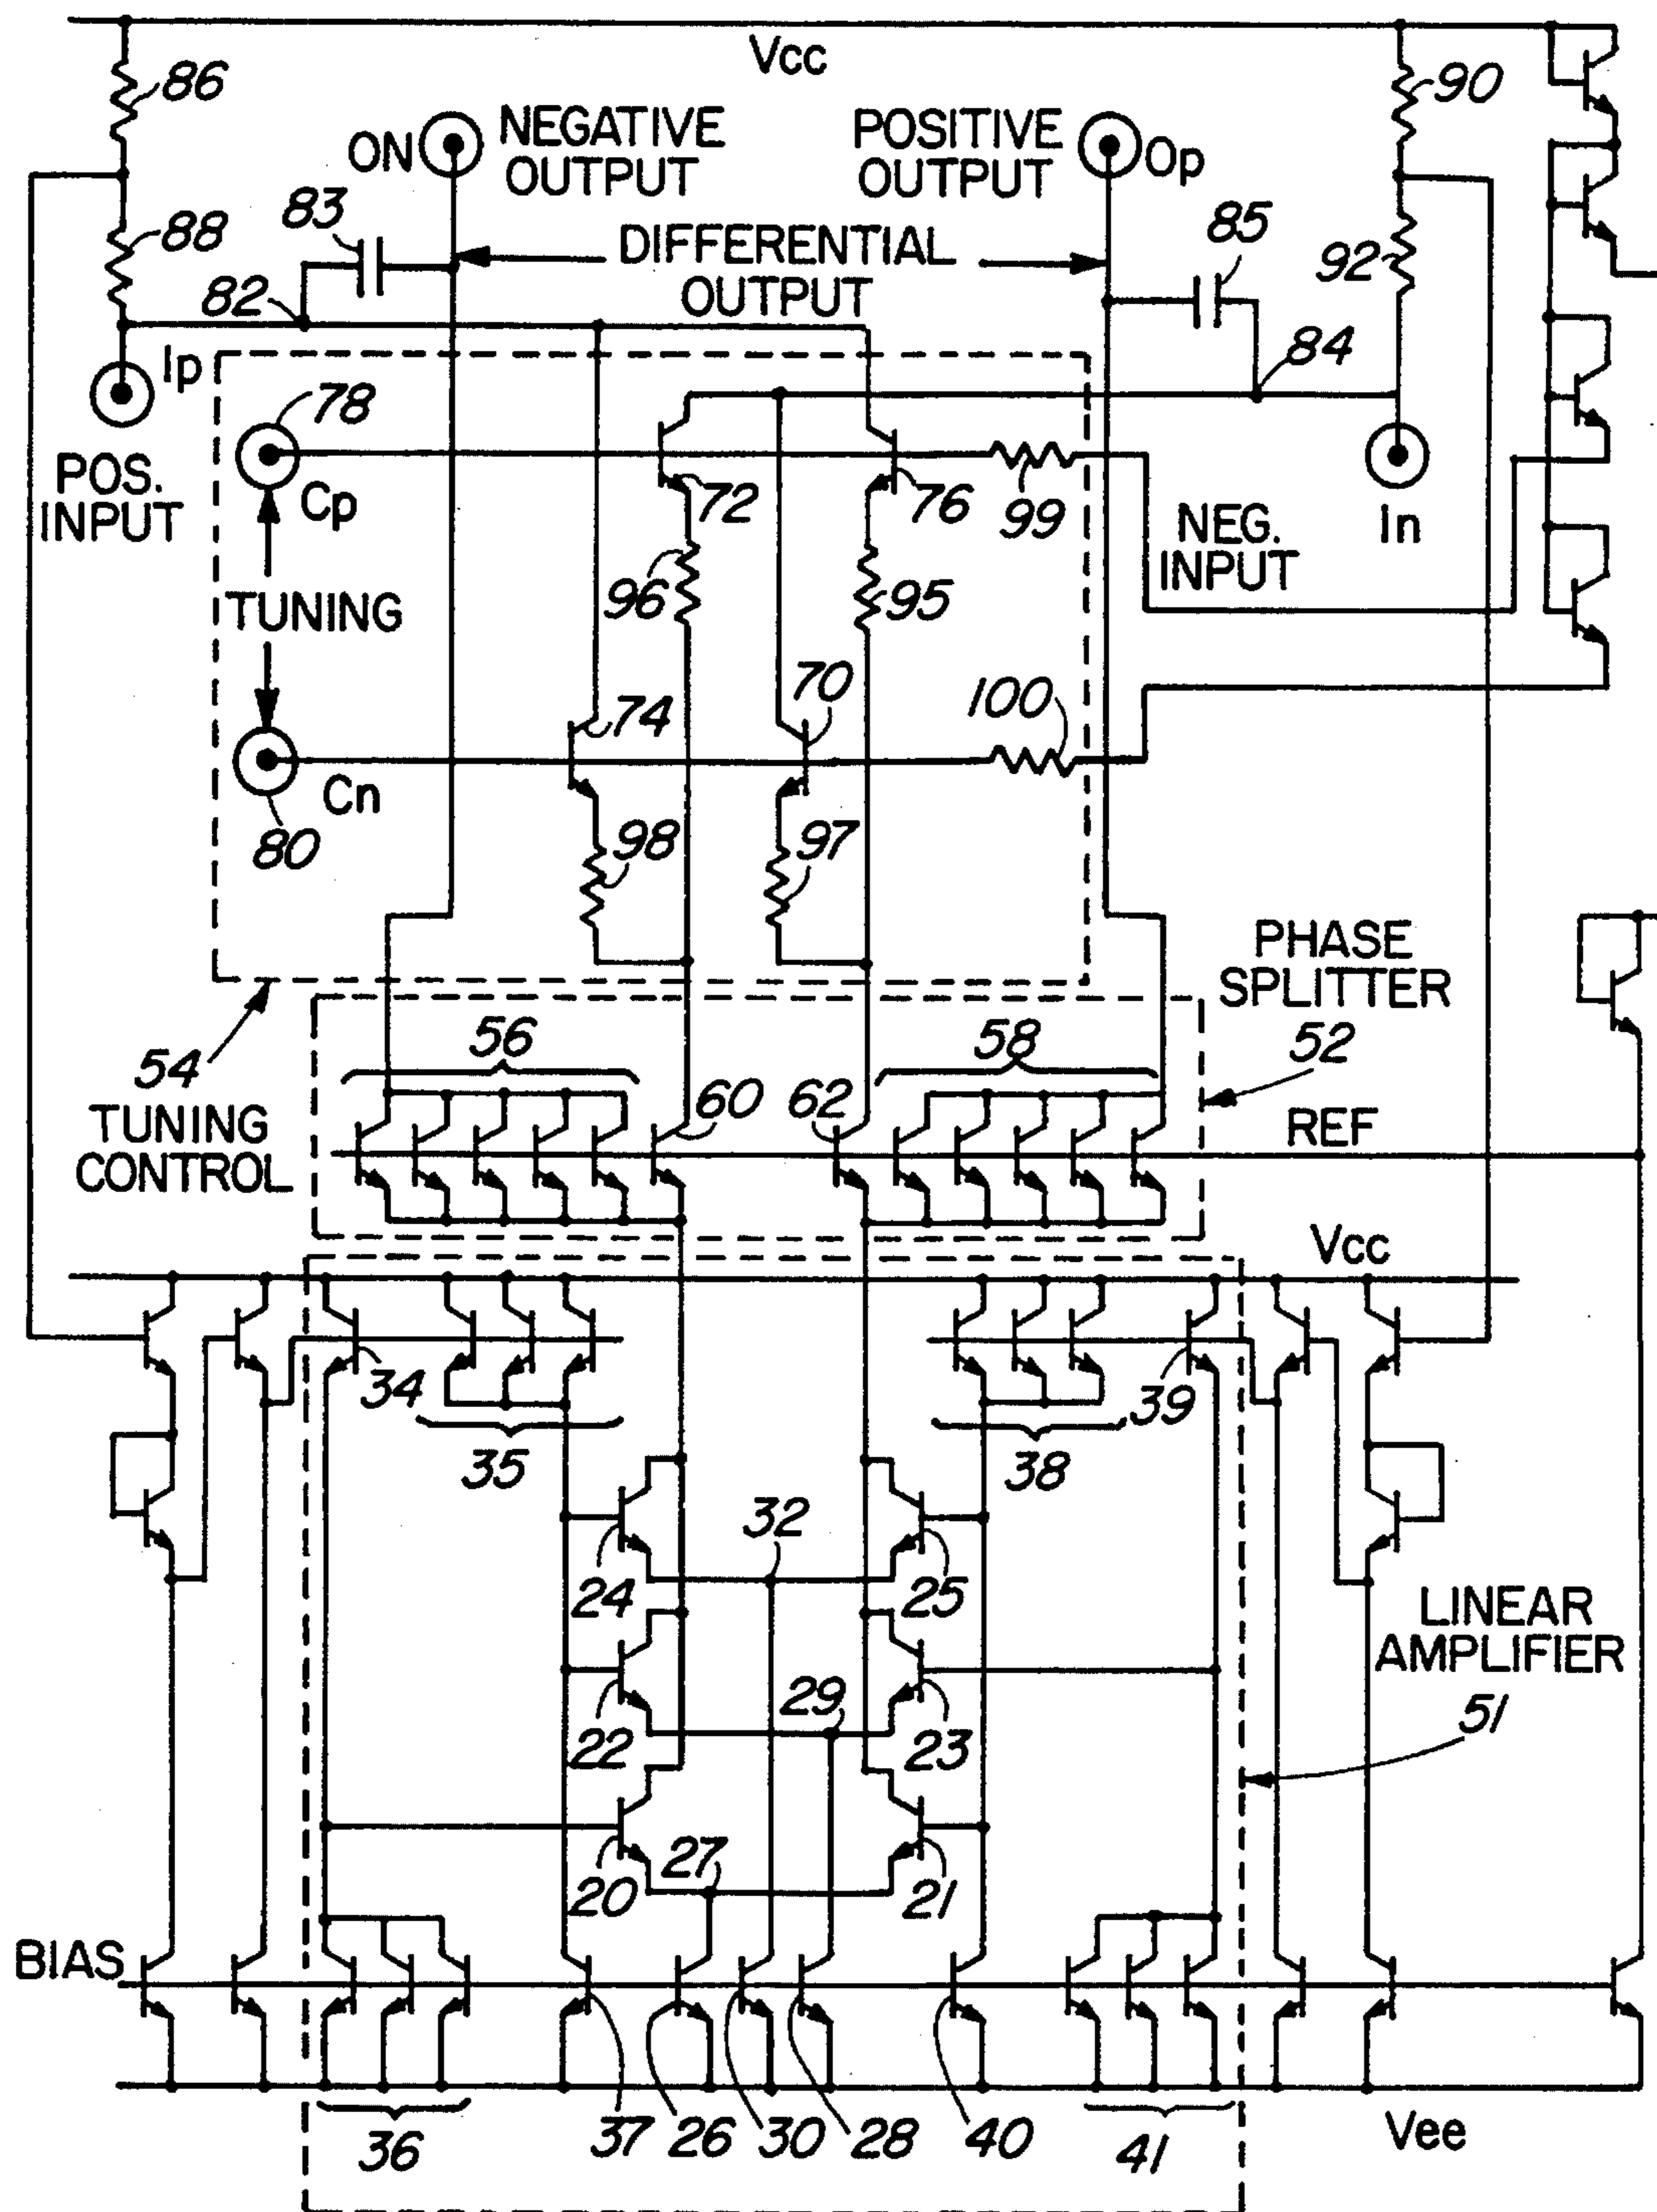 Vcc
86
90
ON
NEGATIVE
OUTPUT
POSITIVE
OUTPUT
Op
88
83
DIFFERENTIAL
OUTPUT
85
92
82
84
Ip
78
POS.
INPUT
Cp
72
76
99
NEG.
INPUT
In
96
95
TUNING
74
70
100
Cn
80
98
97
PHASE
SPLITTER
52
54
TUNING
CONTROL
56
58
60
62
REF
Vcc
34
35
38
39
24
32
25
LINEAR
AMPLIFIER
51
22
29
23
20
27
21
BIAS
36
37
26
30
28
40
41
Vee